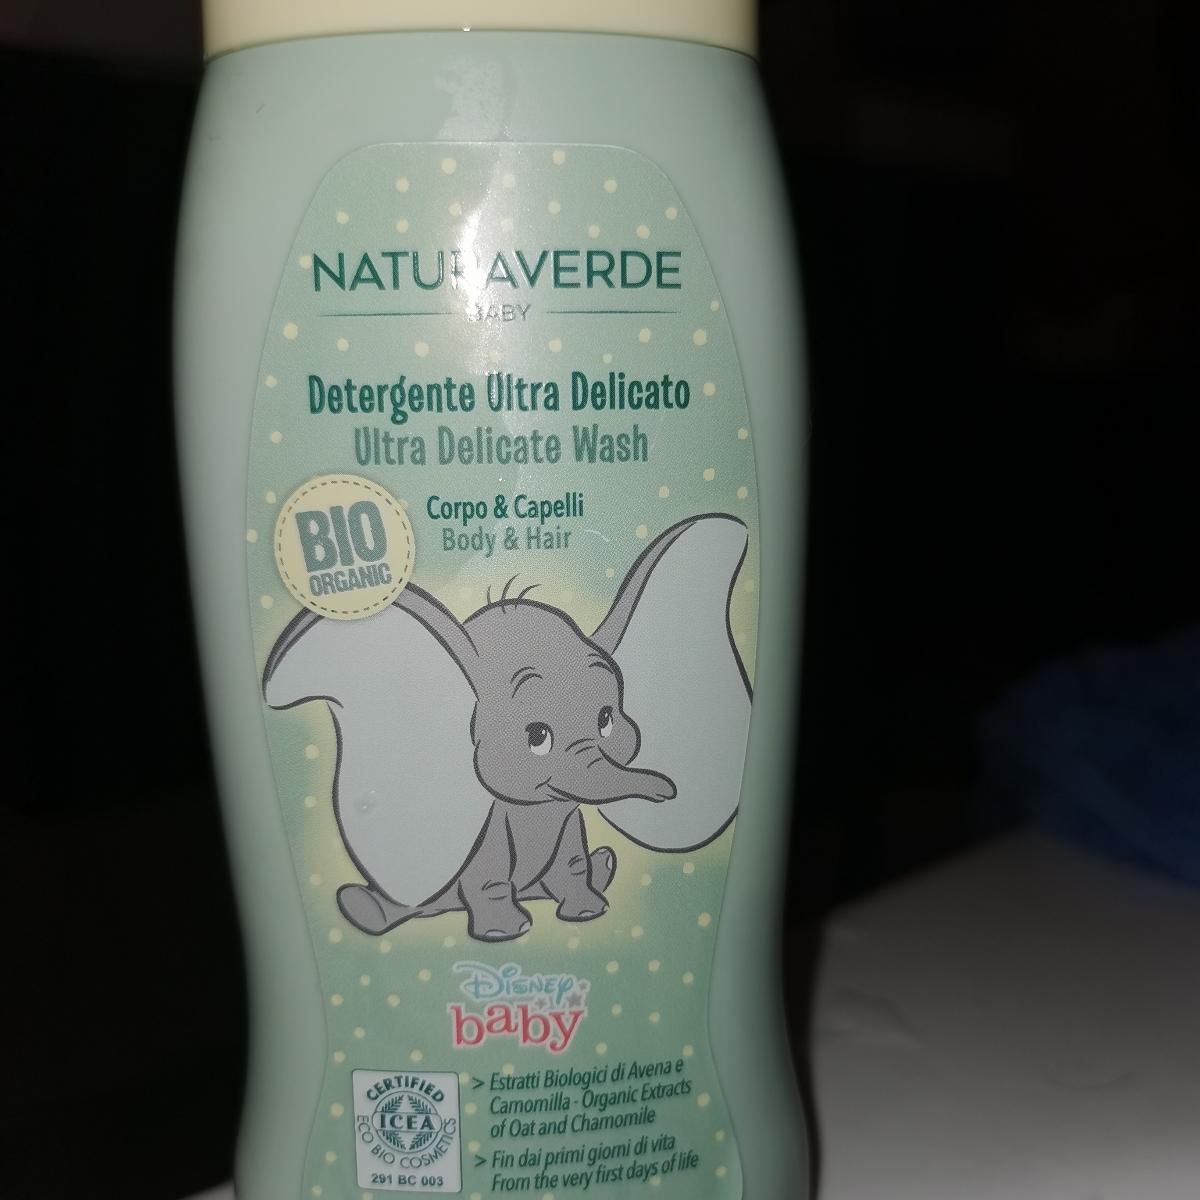 NATURAVERDE
BABY
Detergente Ultra Delicato
Ultra Delicate Wash
Corpo & Capelli
Body & Hair
BIO
ORGANIC
Disney
baby
CERTIFIED
ICEA
ECO BIO COSMETICS
291 BC 003
> Estratti Biologici di Avena e
Camomilla - Organic Extracts
of Oat and Chamomile
> Fin dai primi giorni di vita
From the very first days of life